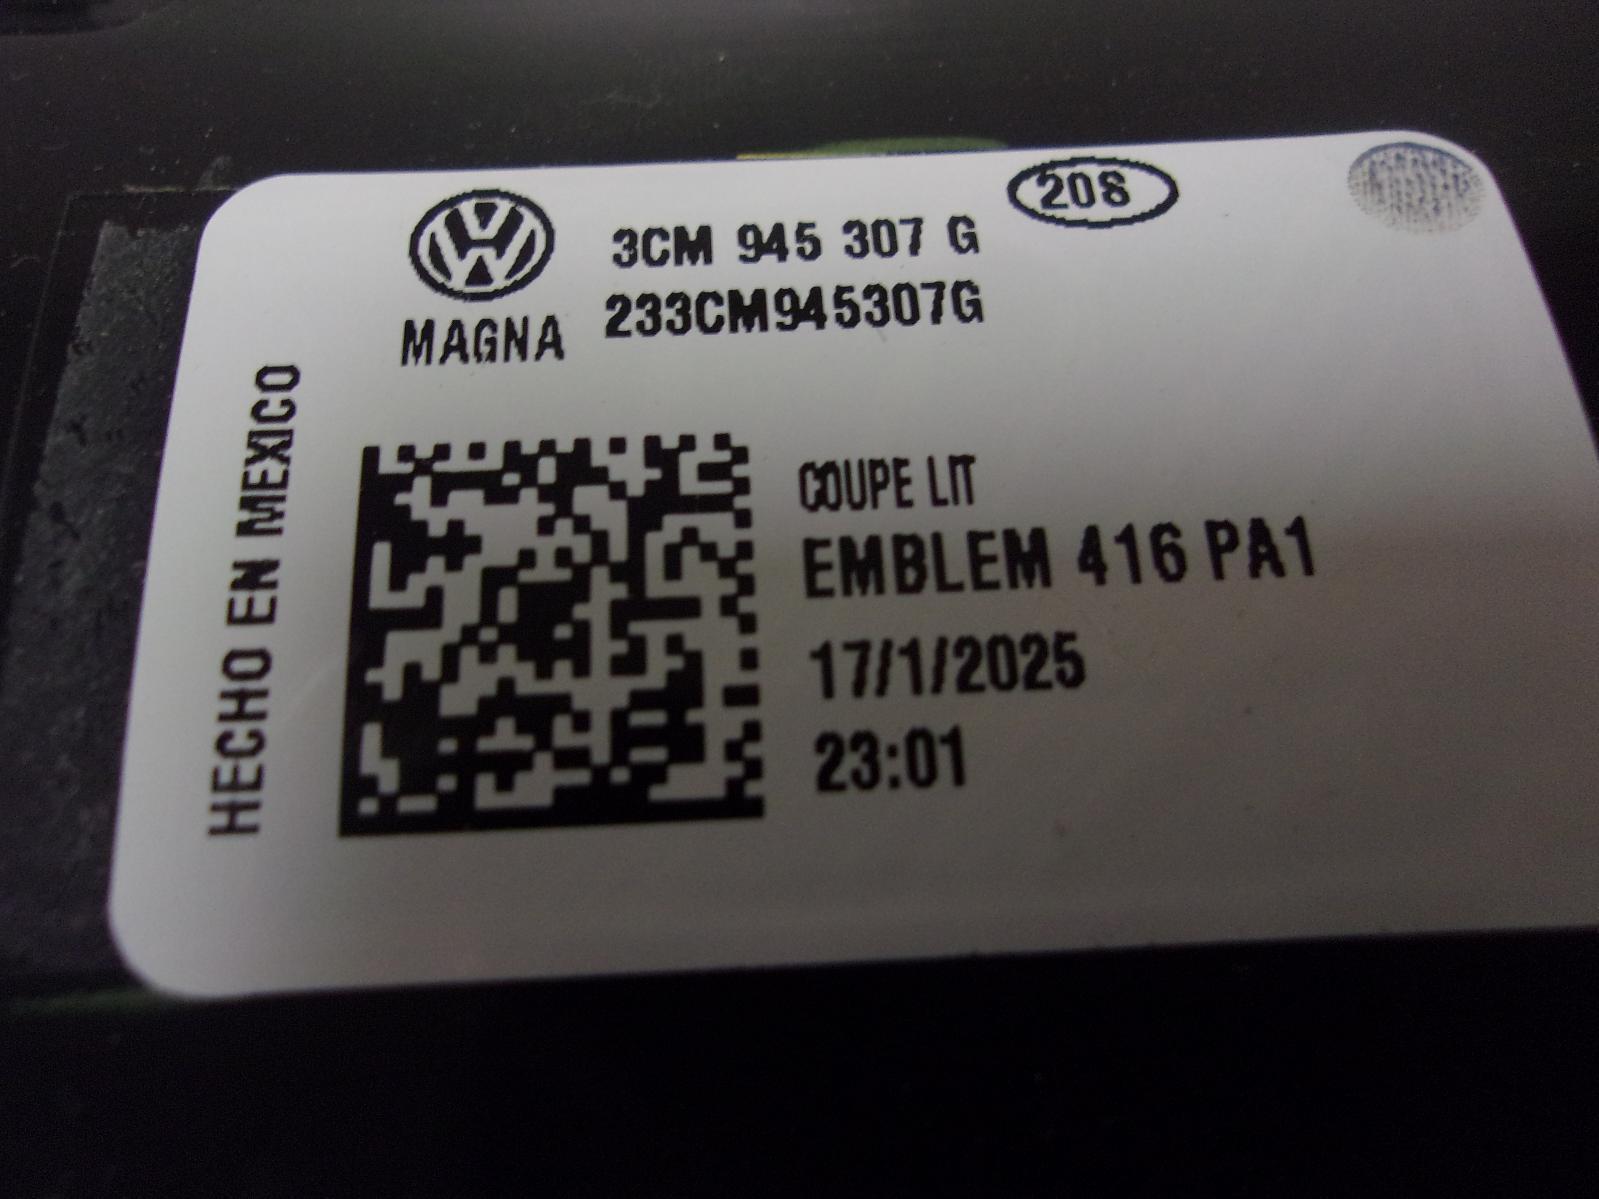 208
3CM 945 307 G
233CM945307G
MAGNA
HECHO EN MEXICO
COUPE LIT
EMBLEM 416 PA1
17/1/2025
23:01